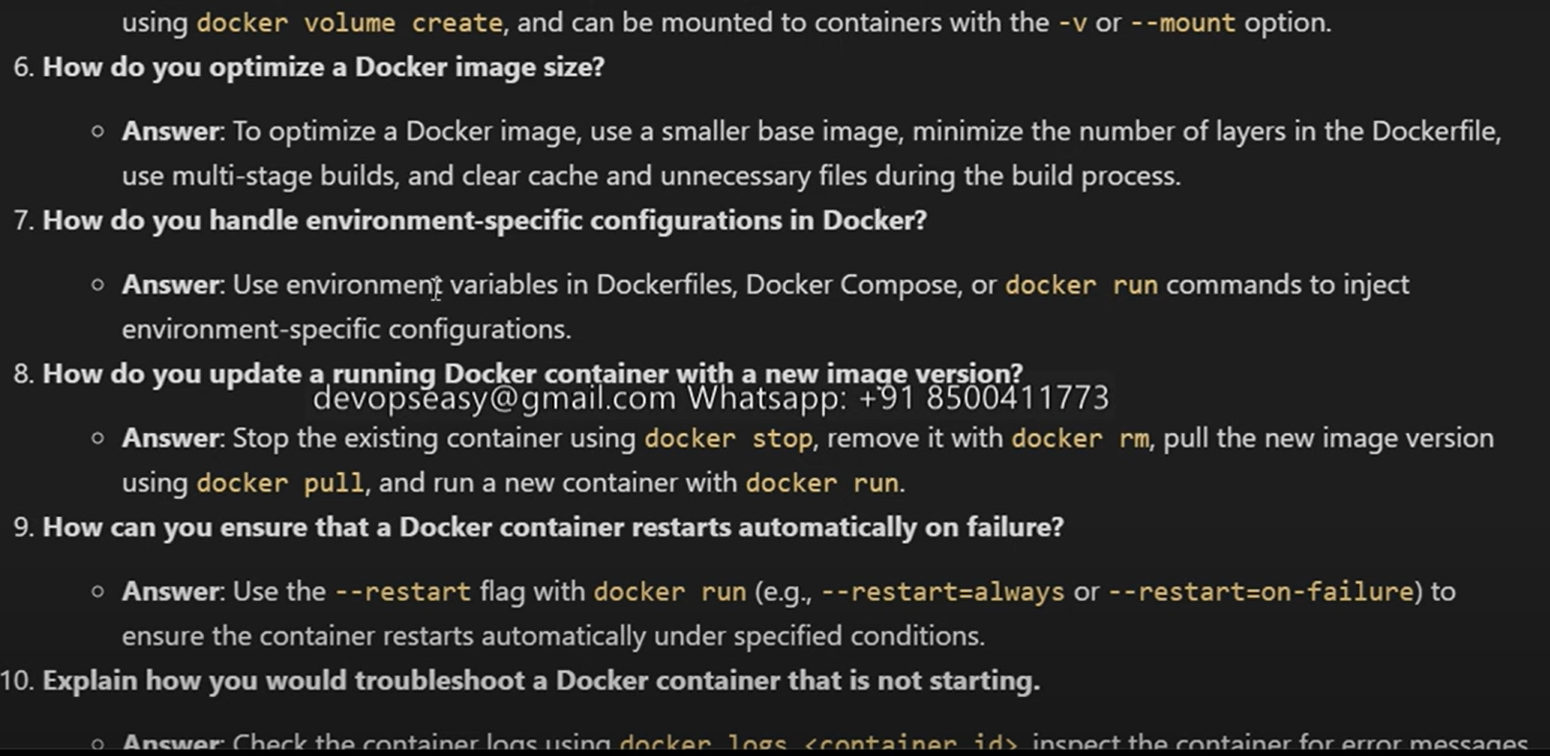 using docker volume create, and can be mounted to containers with the -v or --mount option.
6. How do you optimize a Docker image size?
○ Answer: To optimize a Docker image, use a smaller base image, minimize the number of layers in the Dockerfile,
use multi-stage builds, and clear cache and unnecessary files during the build process.
7. How do you handle environment-specific configurations in Docker?
○ Answer: Use environment variables in Dockerfiles, Docker Compose, or docker run commands to inject
environment-specific configurations.
8. How do you update a running Docker container with a new image version?
devopseasy@gmail.com Whatsapp: +91 8500411773
○ Answer: Stop the existing container using docker stop, remove it with docker rm, pull the new image version
using docker pull, and run a new container with docker run.
9. How can you ensure that a Docker container restarts automatically on failure?
○ Answer: Use the --restart flag with docker run (e.g., --restart=always or --restart=on-failure) to
ensure the container restarts automatically under specified conditions.
10. Explain how you would troubleshoot a Docker container that is not starting.
○ Answer: Check the container logs using docker logs <container_id>, inspect the container for error messages